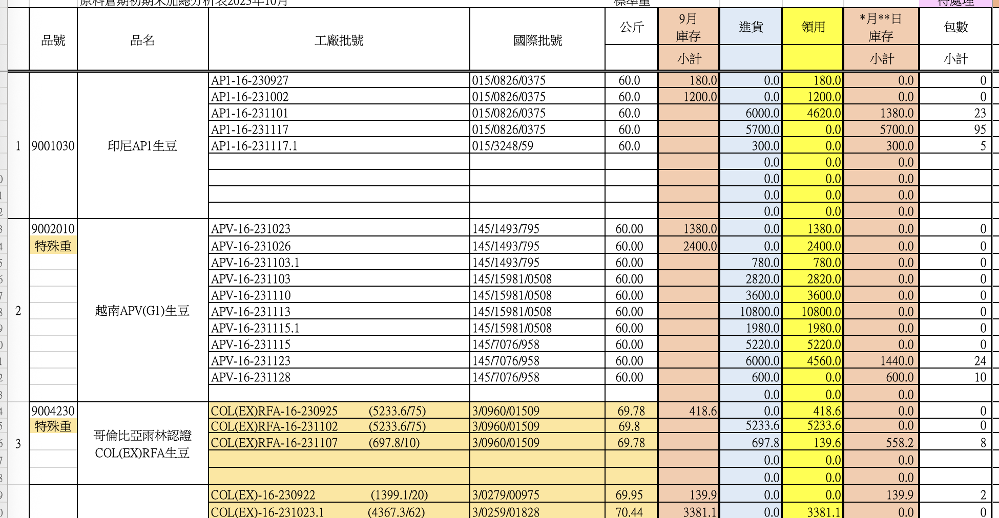 原料倉期初期末加總分析表2023年10月 標準重 待處理
品號 品名 工廠批號 國際批號 公斤 9月 庫存 進貨 領用 *月**日 庫存 包數
小計 小計 小計
AP1-16-230927 015/0826/0375 60.0 180.0 0.0 180.0 0.0 0
AP1-16-231002 015/0826/0375 60.0 1200.0 0.0 1200.0 0.0 0
AP1-16-231101 015/0826/0375 60.0 6000.0 4620.0 1380.0 23
AP1-16-231117 015/0826/0375 60.0 5700.0 0.0 5700.0 95
1 9001030 印尼AP1生豆 AP1-16-231117.1 015/3248/59 60.0 300.0 0.0 300.0 5
0.0 0.0 0.0
0.0 0.0 0.0
0.0 0.0 0.0
0.0 0.0 0.0
9002010 APV-16-231023 145/1493/795 60.00 1380.0 0.0 1380.0 0.0 0
特殊重 APV-16-231026 145/1493/795 60.00 2400.0 0.0 2400.0 0.0 0
APV-16-231103.1 145/1493/795 60.00 780.0 780.0 0.0 0
APV-16-231103 145/15981/0508 60.00 2820.0 2820.0 0.0 0
APV-16-231110 145/15981/0508 60.00 3600.0 3600.0 0.0 0
2 越南APV(G1)生豆 APV-16-231113 145/15981/0508 60.00 10800.0 10800.0 0.0 0
APV-16-231115.1 145/15981/0508 60.00 1980.0 1980.0 0.0 0
APV-16-231115 145/7076/958 60.00 5220.0 5220.0 0.0 0
APV-16-231123 145/7076/958 60.00 6000.0 4560.0 1440.0 24
APV-16-231128 145/7076/958 60.00 600.0 0.0 600.0 10
0.0 0.0 0.0
9004230 COL(EX)RFA-16-230925 (5233.6/75) 3/0960/01509 69.78 418.6 0.0 418.6 0.0 0
特殊重 COL(EX)RFA-16-231102 (5233.6/75) 3/0960/01509 69.8 5233.6 5233.6 0.0 0
3 哥倫比亞雨林認證 COL(EX)RFA-16-231107 (697.8/10) 3/0960/01509 69.78 697.8 139.6 558.2 8
COL(EX)RFA生豆 0.0 0.0 0.0
0.0 0.0 0.0
COL(EX)-16-230922 (1399.1/20) 3/0279/00975 69.95 139.9 0.0 0.0 139.9 2
COL(EX)-16-231023.1 (4367.3/62) 3/0259/01828 70.44 3381.1 0.0 3381.1 0.0 0